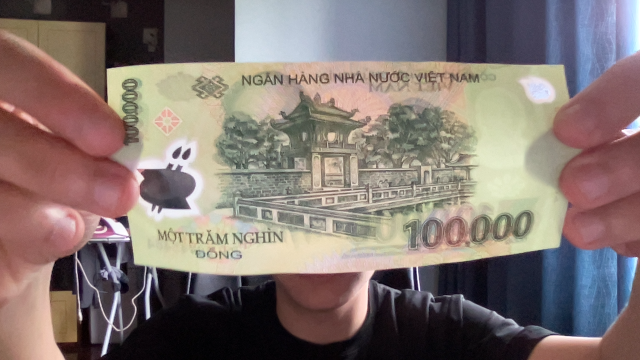 NGÂN HÀNG NHÀ NƯỚC VIỆT NAM
100000
MỘT TRĂM NGHÌN
ĐỒNG
100.000